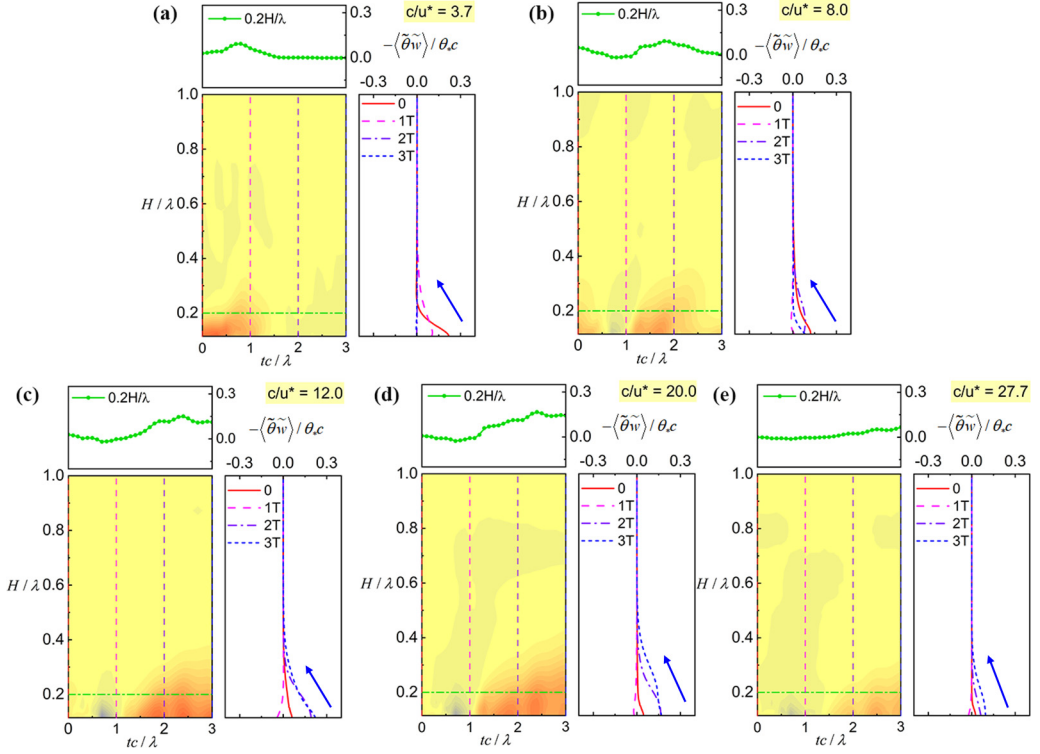 (a)
c/u* = 3.7
0.2H/λ
0.3
0.0
−⟨θ̃w̃⟩ / θ*c
-0.3 0.0 0.3
1.0
0.8
0.6
0.4
0.2
H / λ
0 1 2 3
tc / λ
0
1T
2T
3T
(b)
c/u* = 8.0
0.2H/λ
0.3
0.0
−⟨θ̃w̃⟩ / θ*c
-0.3 0.0 0.3
1.0
0.8
0.6
0.4
0.2
H / λ
0 1 2 3
tc / λ
0
1T
2T
3T
(c)
c/u* = 12.0
0.2H/λ
0.3
0.0
−⟨θ̃w̃⟩ / θ*c
-0.3 0.0 0.3
1.0
0.8
0.6
0.4
0.2
H / λ
0 1 2 3
tc / λ
0
1T
2T
3T
(d)
c/u* = 20.0
0.2H/λ
0.3
0.0
−⟨θ̃w̃⟩ / θ*c
-0.3 0.0 0.3
1.0
0.8
0.6
0.4
0.2
H / λ
0 1 2 3
tc / λ
0
1T
2T
3T
(e)
c/u* = 27.7
0.2H/λ
0.3
0.0
−⟨θ̃w̃⟩ / θ*c
-0.3 0.0 0.3
1.0
0.8
0.6
0.4
0.2
H / λ
0 1 2 3
tc / λ
0
1T
2T
3T